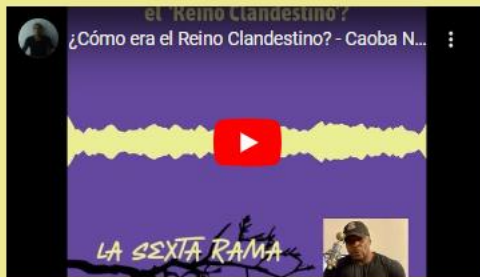 el 'Reino Clandestino'?
¿Cómo era el Reino Clandestino? - Caoba N...
LA SEXTA RAMA